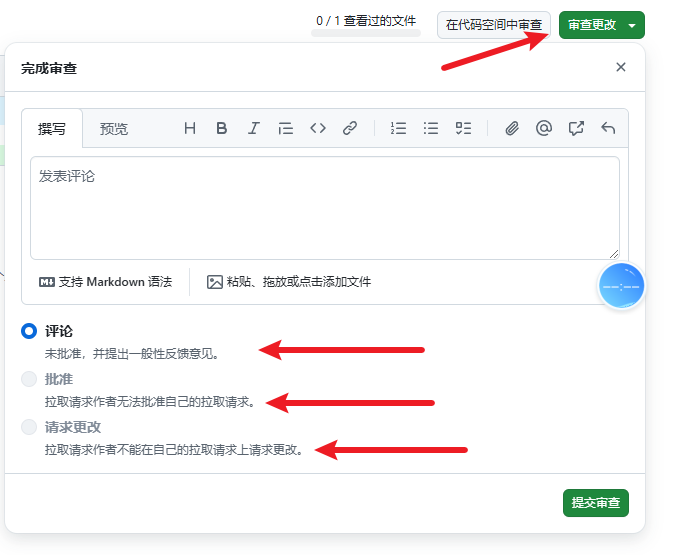 0 / 1 查看过的文件
在代码空间中审查
审查更改
完成审查
撰写
预览
发表评论
支持 Markdown 语法
粘贴、拖放或点击添加文件
评论
未批准，并提出一般性反馈意见。
批准
拉取请求作者无法批准自己的拉取请求。
请求更改
拉取请求作者不能在自己的拉取请求上请求更改。
提交审查